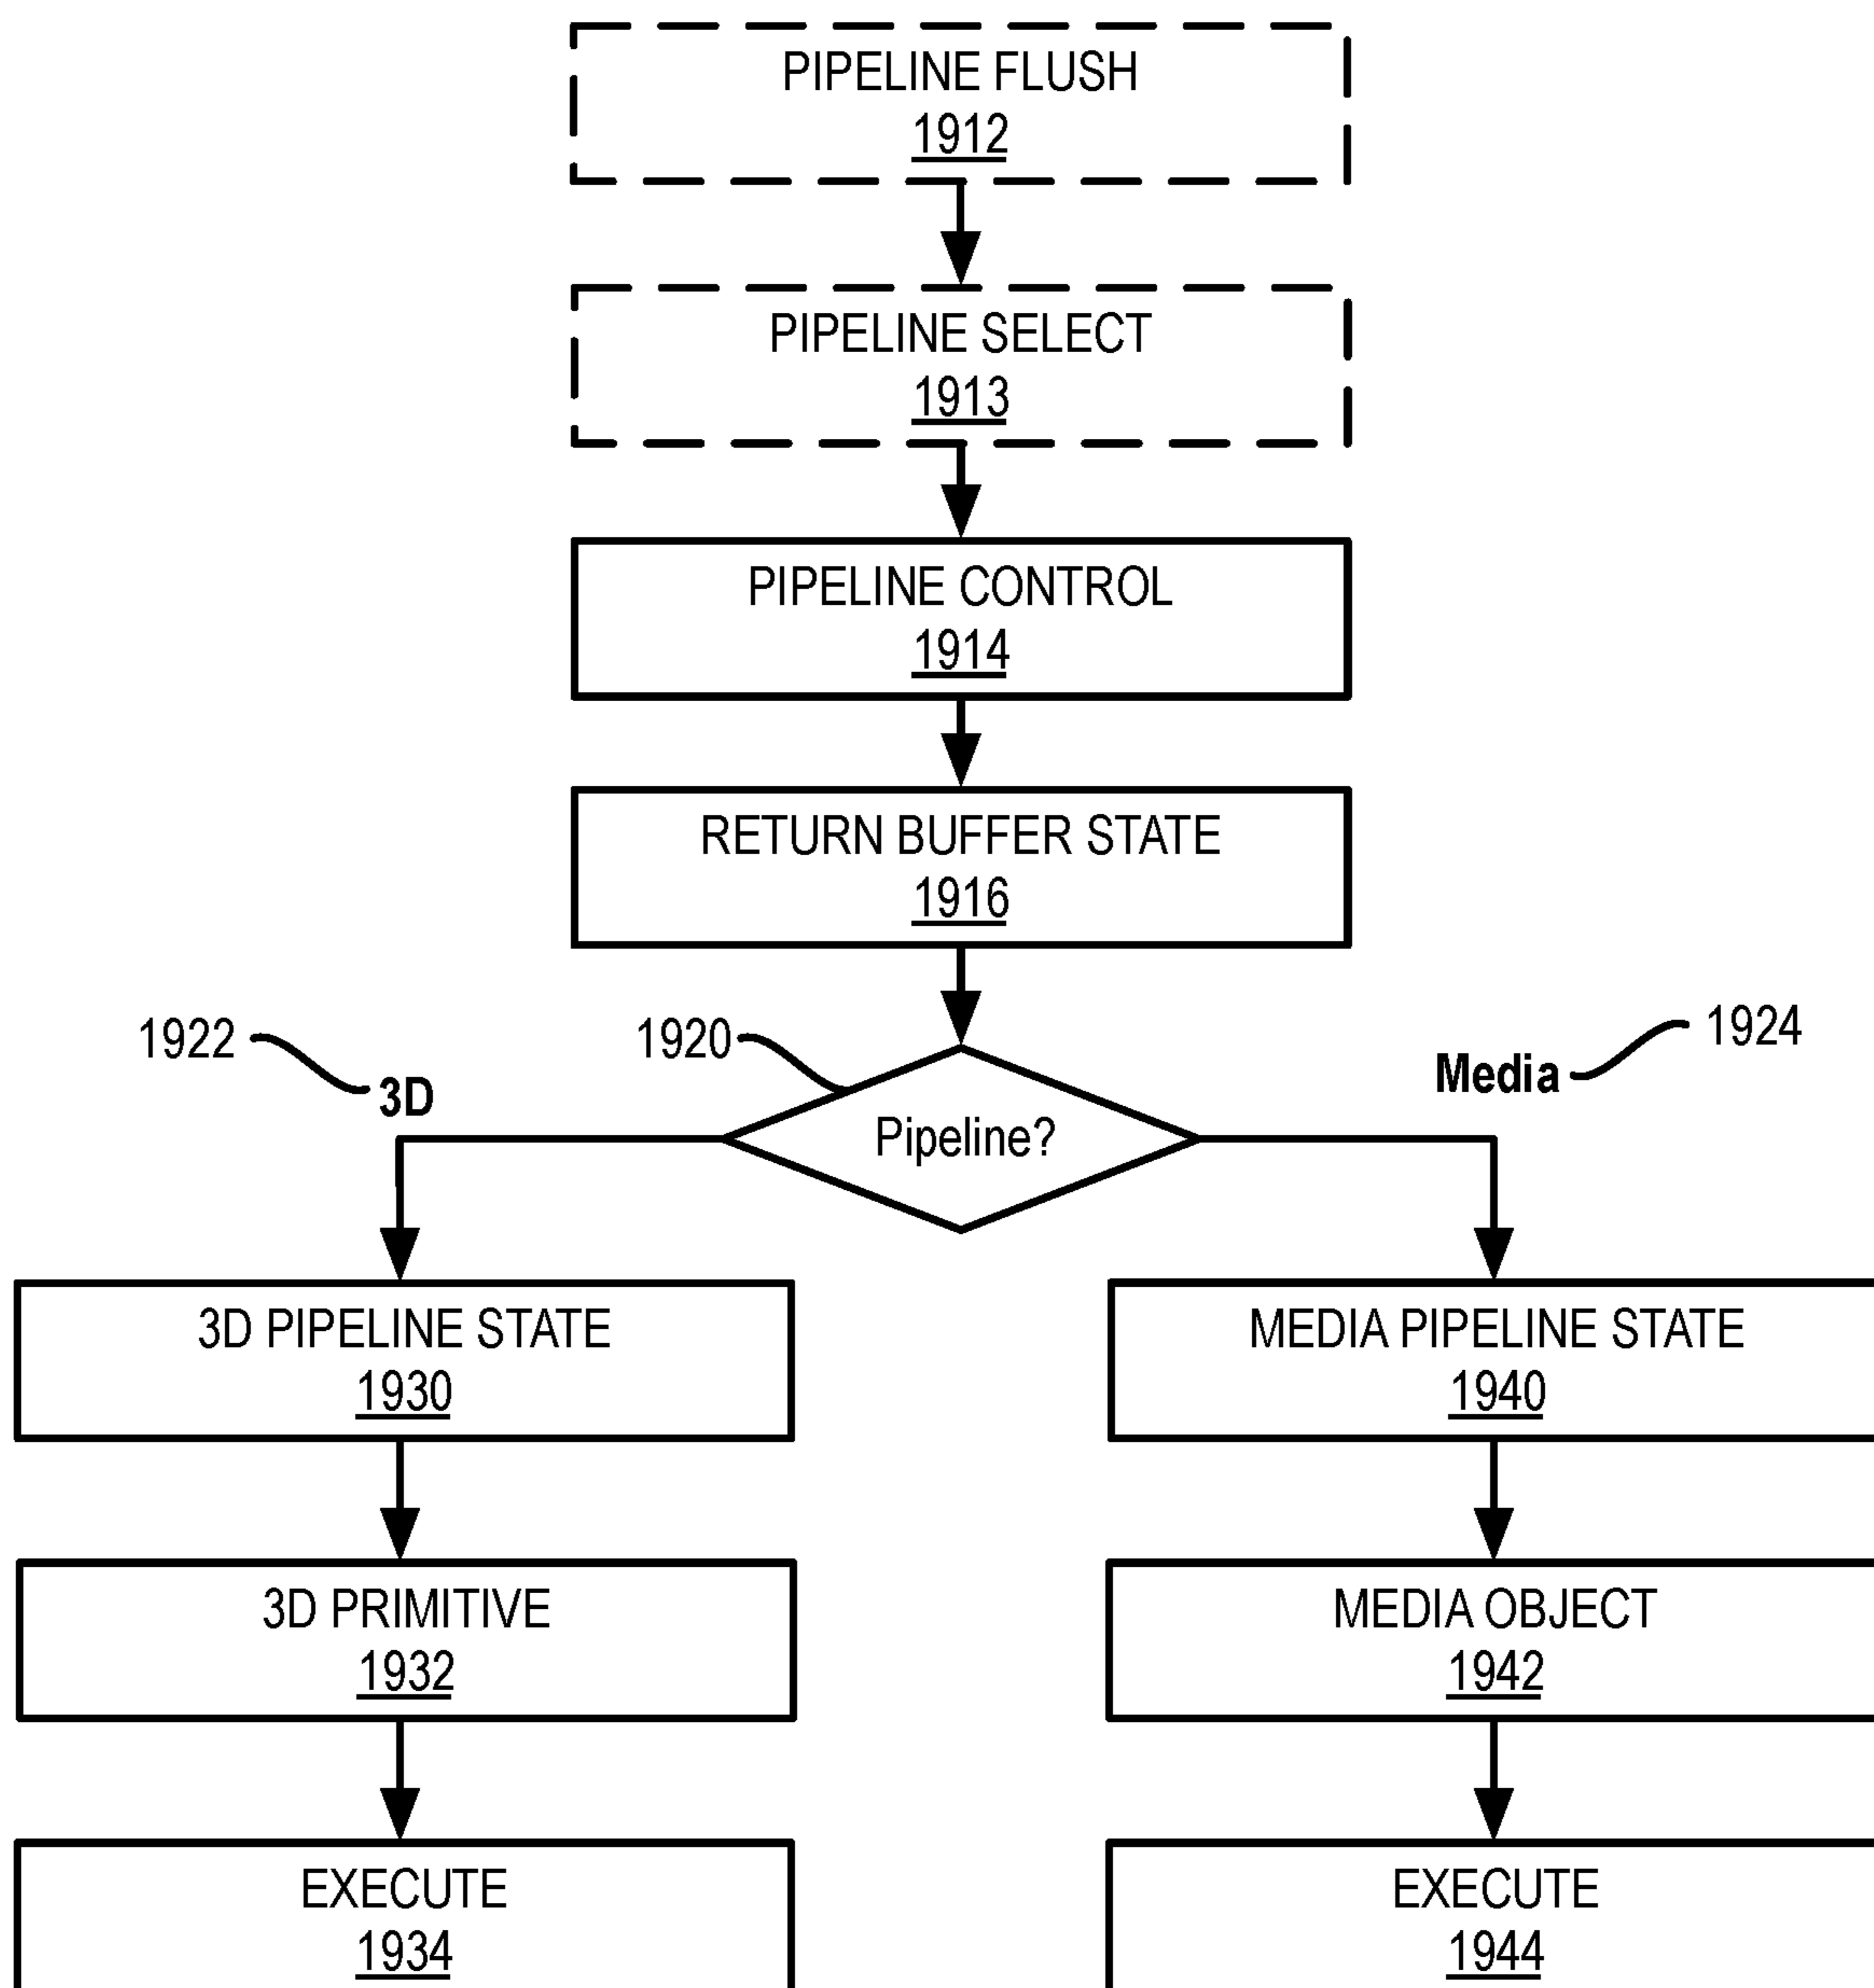 PIPELINE FLUSH
1912
PIPELINE SELECT
1913
PIPELINE CONTROL
1914
RETURN BUFFER STATE
1916
1922
3D
1920
Pipeline?
Media
1924
3D PIPELINE STATE
1930
MEDIA PIPELINE STATE
1940
3D PRIMITIVE
1932
MEDIA OBJECT
1942
EXECUTE
1934
EXECUTE
1944